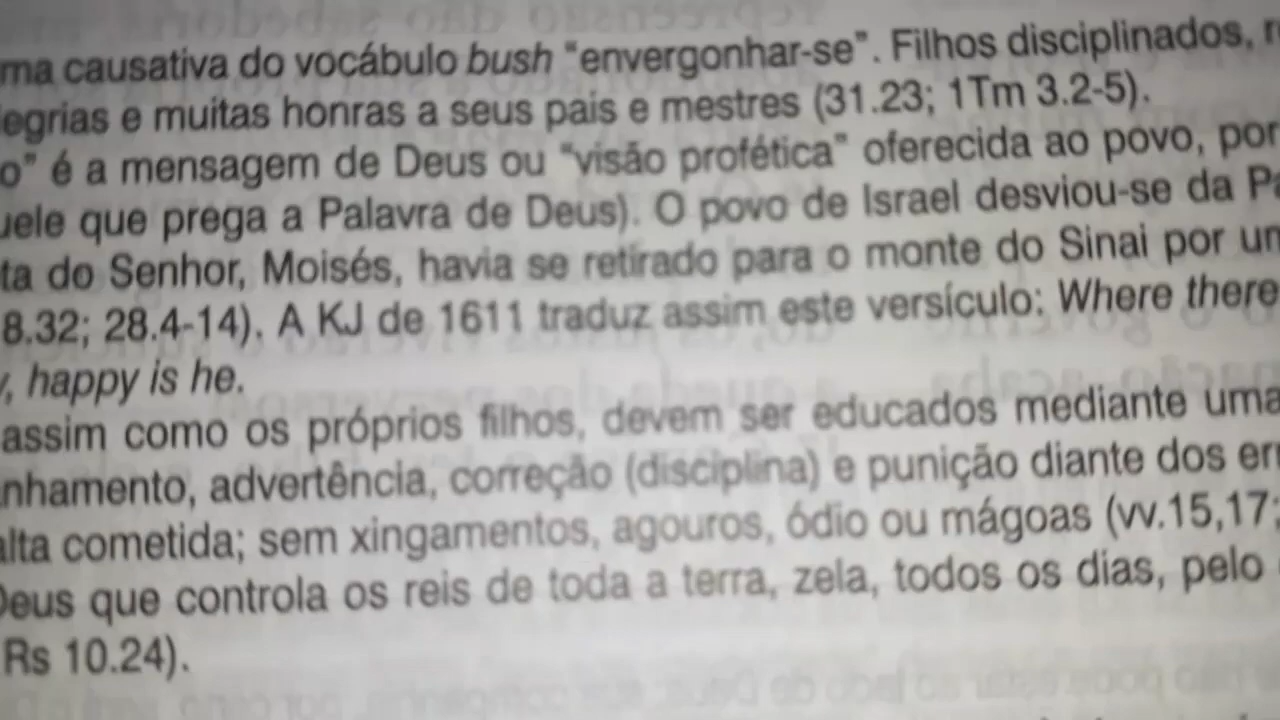 ma causativa do vocábulo bush "envergonhar-se". Filhos disciplinados,
egrias e muitas honras a seus pais e mestres (31.23; 1Tm 3.2-5).
o" é a mensagem de Deus ou "visão profética" oferecida ao povo, por
uele que prega a Palavra de Deus). O povo de Israel desviou-se da Pa
ta do Senhor, Moisés, havia se retirado para o monte do Sinai por um
8.32; 28.4-14). A KJ de 1611 traduz assim este versículo: Where there
, happy is he.
assim como os próprios filhos, devem ser educados mediante uma
nhamento, advertência, correção (disciplina) e punição diante dos err
alta cometida; sem xingamentos, agouros, ódio ou mágoas (vv.15,17;
Deus que controla os reis de toda a terra, zela, todos os dias, pelo
Rs 10.24).